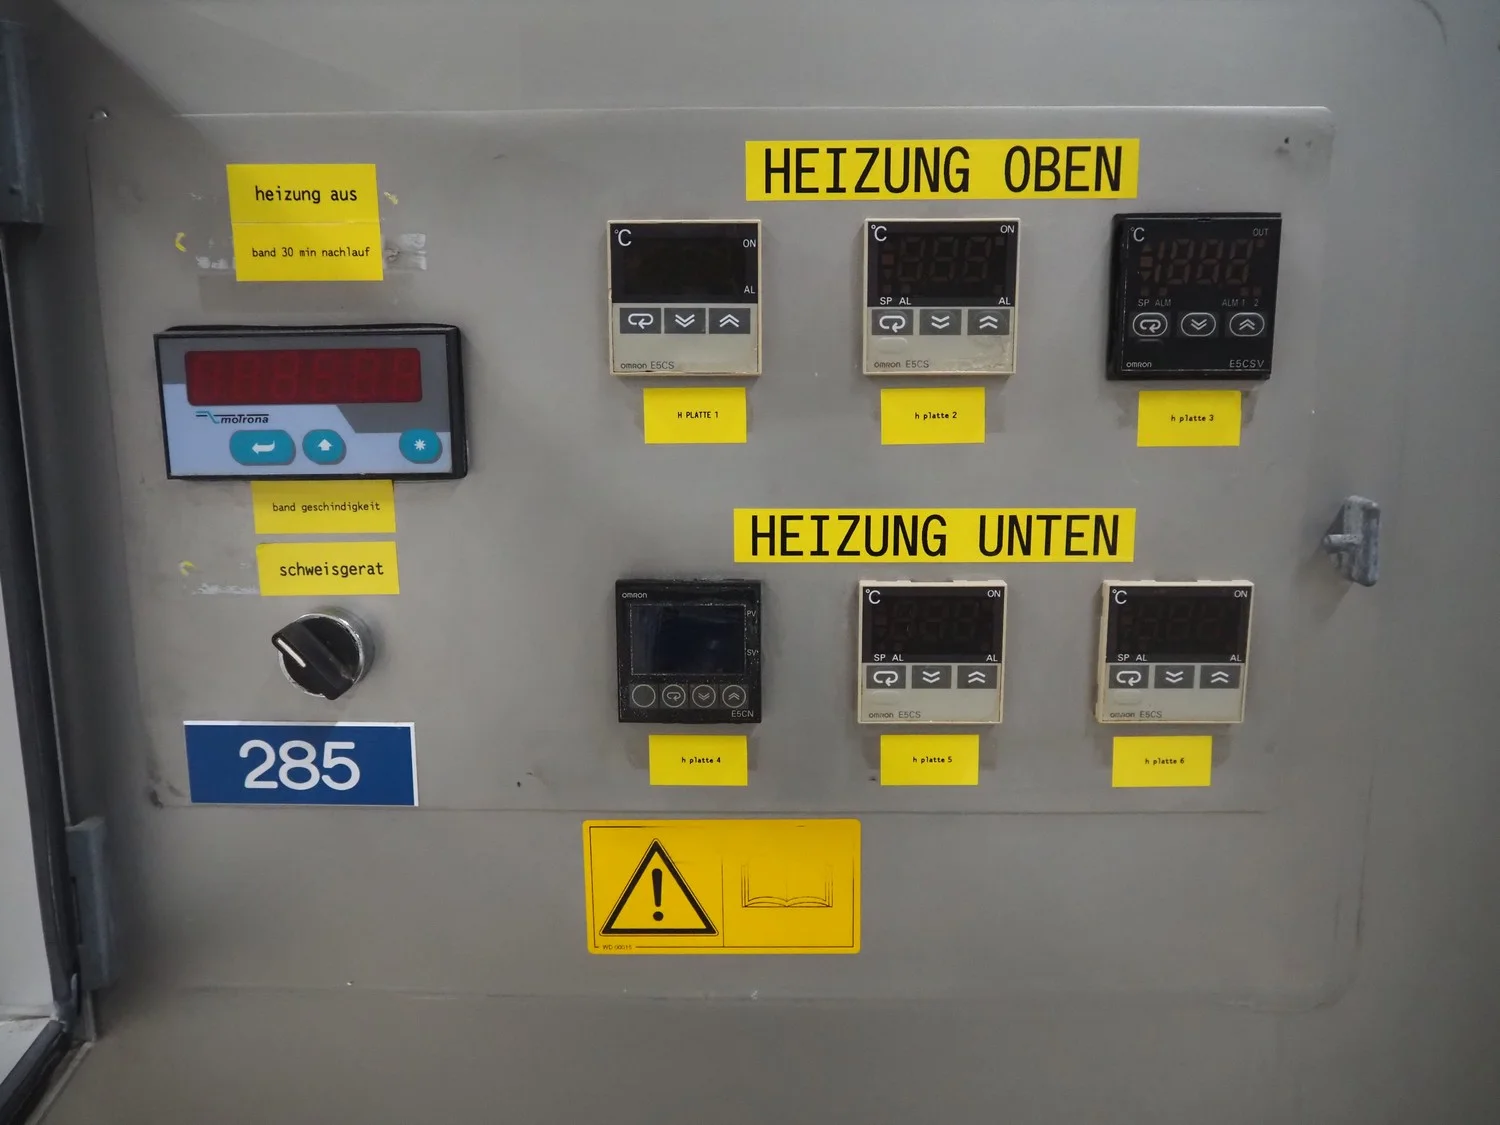 heizung aus
band 30 min nachlauf
motrona
band geschindigkeit
schweisgerat
285
HEIZUNG OBEN
°C
ON
AL
omron E5CS
H PLATTE 1
°C
ON
SP AL
AL
omron E5CS
h platte 2
°C
OUT
SP ALM
ALM 1 2
omron
E5CSV
h platte 3
HEIZUNG UNTEN
omron
PV
SV
E5CN
h platte 4
°C
ON
SP AL
AL
omron E5CS
h platte 5
°C
ON
SP AL
AL
omron E5CS
h platte 6